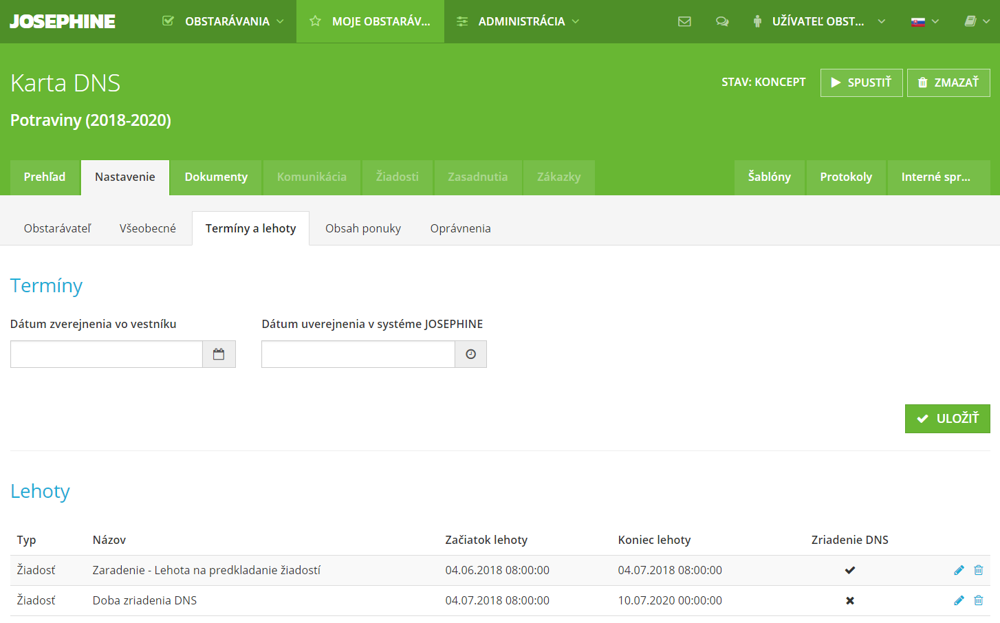 JOSEPHINE OBSTARÁVANIA MOJE OBSTARÁV... ADMINISTRÁCIA UŽÍVATEĽ OBST...
Karta DNS
STAV: KONCEPT SPUSTIŤ ZMAZAŤ
Potraviny (2018-2020)
Prehľad Nastavenie Dokumenty Komunikácia Žiadosti Zasadnutia Zákazky Šablóny Protokoly Interné spr...
Obstarávateľ Všeobecné Termíny a lehoty Obsah ponuky Oprávnenia
Termíny
Dátum zverejnenia vo vestníku Dátum uverejnenia v systéme JOSEPHINE
ULOŽIŤ
Lehoty
Typ Názov Začiatok lehoty Koniec lehoty Zriadenie DNS
Žiadosť Zaradenie - Lehota na predkladanie žiadostí 04.06.2018 08:00:00 04.07.2018 08:00:00
Žiadosť Doba zriadenia DNS 04.07.2018 08:00:00 10.07.2020 00:00:00